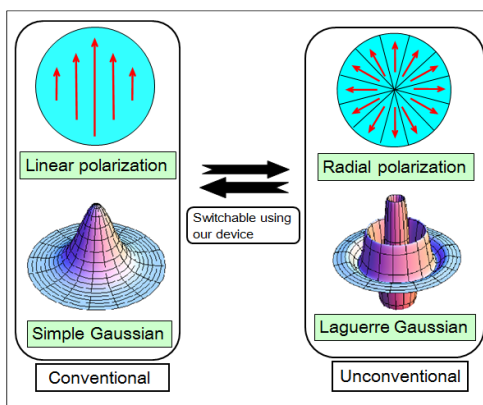 Linear polarization
Radial polarization
Switchable using
our device
Simple Gaussian
Laguerre Gaussian
Conventional
Unconventional